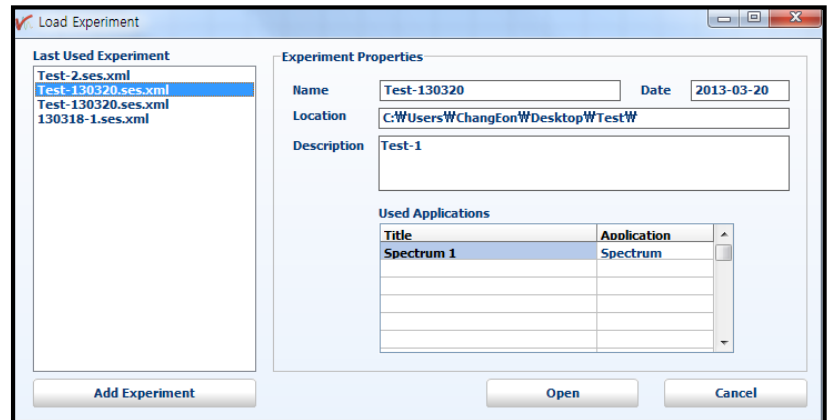 Load Experiment
Last Used Experiment
Test-2.ses.xml
Test-130320.ses.xml
Test-130320.ses.xml
130318-1.ses.xml
Add Experiment
Experiment Properties
Name Test-130320 Date 2013-03-20
Location C:₩Users₩ChangEon₩Desktop₩Test₩
Description Test-1
Used Applications
Title Application
Spectrum 1 Spectrum
Open Cancel